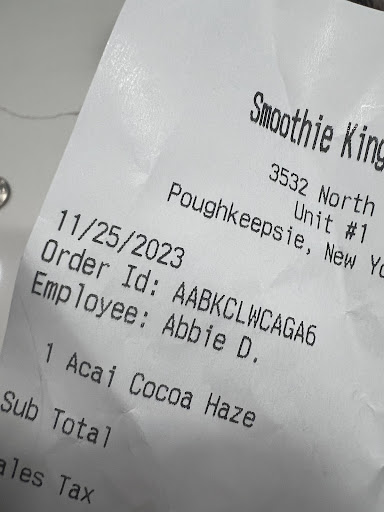 Smoothie King
3532 North
Unit #1
Poughkeepsie, New Yo
11/25/2023
Order Id: AABKCLWCAGA6
Employee: Abbie D.
1 Acai Cocoa Haze
Sub Total
ales Tax